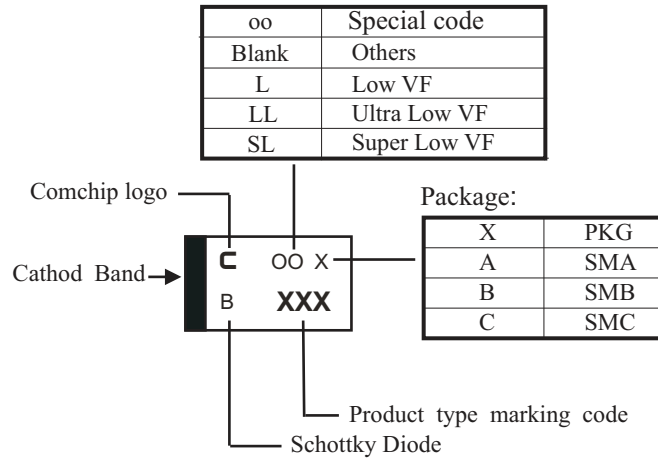 oo Special code
Blank Others
L Low VF
LL Ultra Low VF
SL Super Low VF
Comchip logo
Package:
X PKG
A SMA
B SMB
C SMC
Cathod Band
C OO X
B XXX
Product type marking code
Schottky Diode